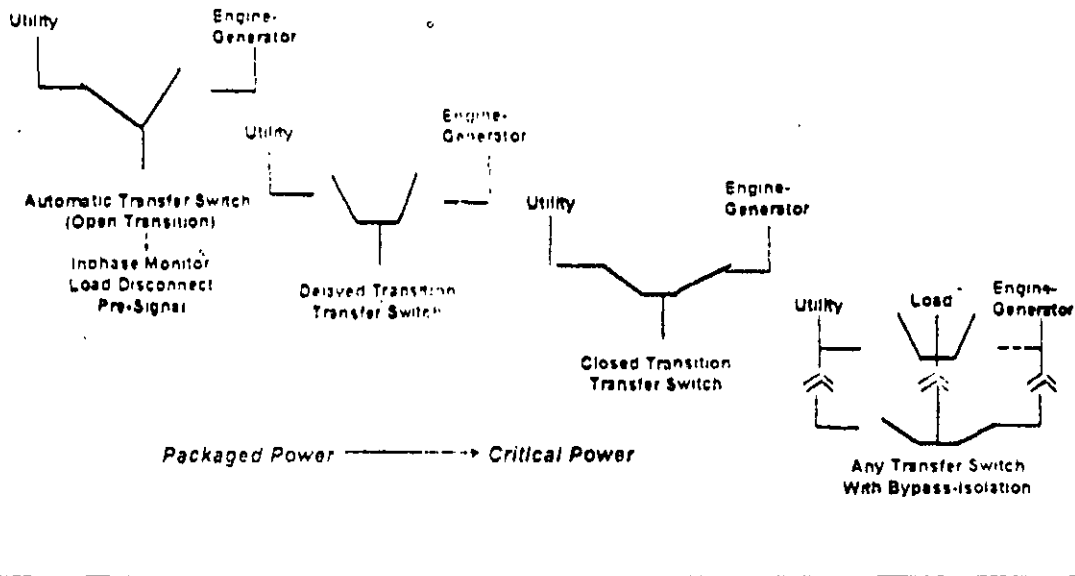 Utility
Engine-
Generator
Automatic Transfer Switch
(Open Transition)
Inphase Monitor
Load Disconnect
Pre-Signal
Utility
Engine-
Generator
Delayed Transition
Transfer Switch
Utility
Engine-
Generator
Closed Transition
Transfer Switch
Utility
Load
Engine-
Generator
Any Transfer Switch
With Bypass-Isolation
Packaged Power
Critical Power